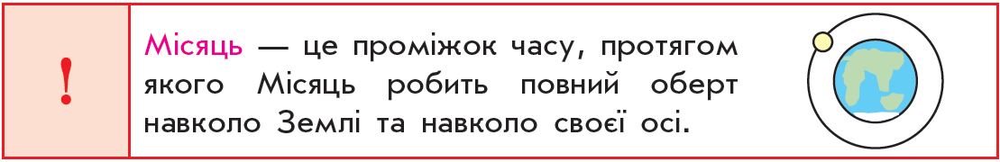 !
Місяць — це проміжок часу, протягом
якого Місяць робить повний оберт
навколо Землі та навколо своєї осі.